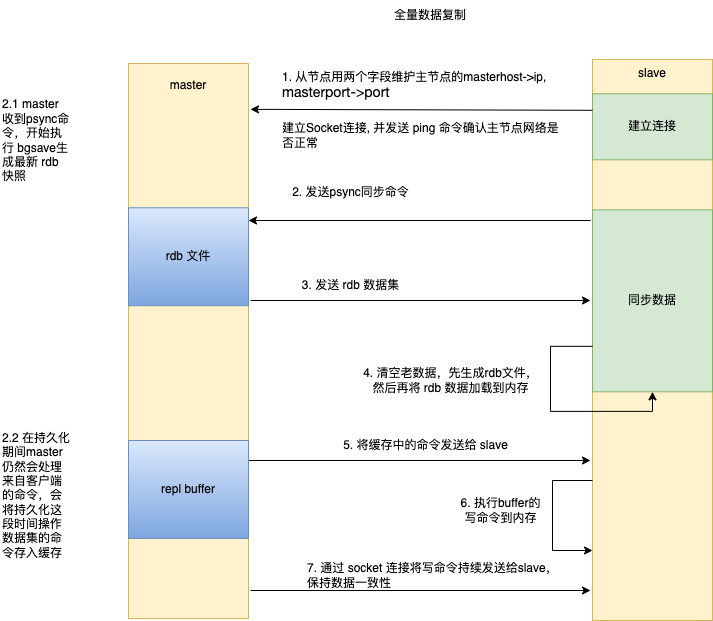 全量数据复制
master
slave
1. 从节点用两个字段维护主节点的masterhost->ip,
masterport->port
建立Socket连接, 并发送 ping 命令确认主节点网络是
否正常
建立连接
2.1 master
收到psync命
令，开始执
行 bgsave生
成最新 rdb
快照
2. 发送psync同步命令
rdb 文件
3. 发送 rdb 数据集
同步数据
4. 清空老数据，先生成rdb文件，
然后再将 rdb 数据加载到内存
2.2 在持久化
期间master
仍然会处理
来自客户端
的命令，会
将持久化这
段时间操作
数据集的命
令存入缓存
5. 将缓存中的命令发送给 slave
repl buffer
6. 执行buffer的
写命令到内存
7. 通过 socket 连接将写命令持续发送给slave，
保持数据一致性